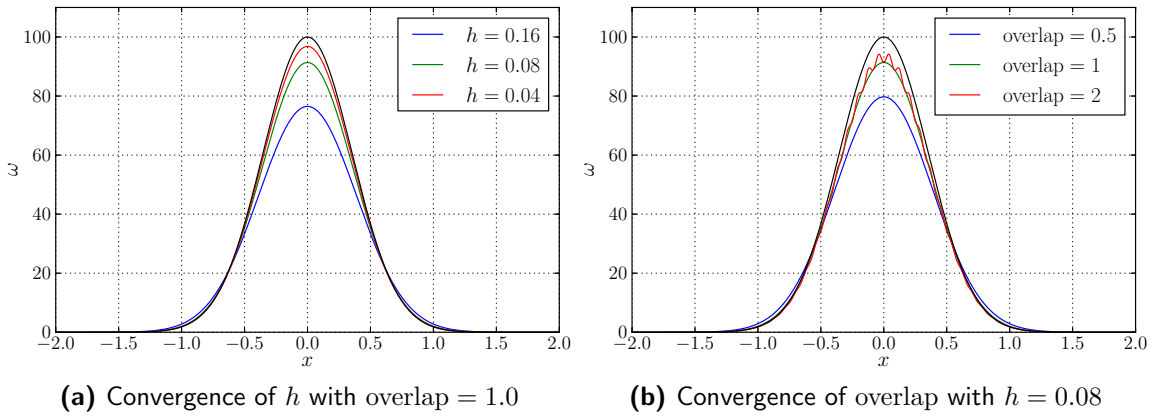 100
80
60
40
20
0
ω
−2.0 −1.5 −1.0 −0.5 0.0 0.5 1.0 1.5 2.0
x
h = 0.16
h = 0.08
h = 0.04
(a) Convergence of h with overlap = 1.0
100
80
60
40
20
0
ω
−2.0 −1.5 −1.0 −0.5 0.0 0.5 1.0 1.5 2.0
x
overlap = 0.5
overlap = 1
overlap = 2
(b) Convergence of overlap with h = 0.08